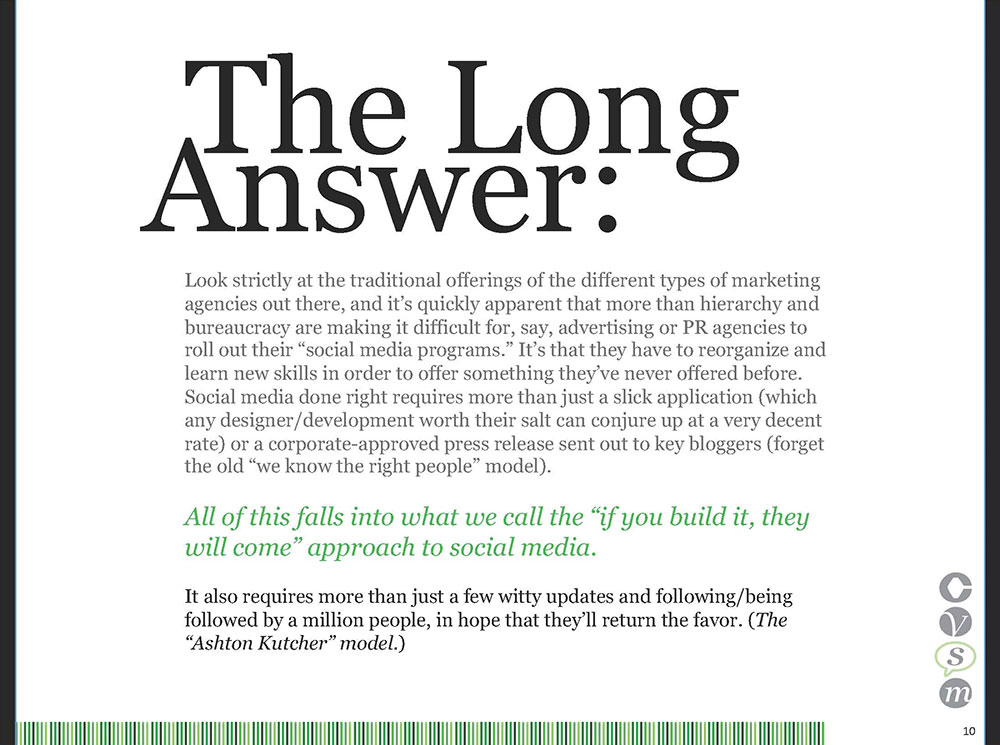 The Long
Answer:
Look strictly at the traditional offerings of the different types of marketing
agencies out there, and it's quickly apparent that more than hierarchy and
bureaucracy are making it difficult for, say, advertising or PR agencies to
roll out their “social media programs.” It's that they have to reorganize and
learn new skills in order to offer something they've never offered before.
Social media done right requires more than just a slick application (which
any designer/development worth their salt can conjure up at a very decent
rate) or a corporate-approved press release sent out to key bloggers (forget
the old “we know the right people” model).
All of this falls into what we call the “if you build it, they
will come” approach to social media.
It also requires more than just a few witty updates and following/being
followed by a million people, in hope that they'll return the favor. (The
“Ashton Kutcher” model.)
C
v
s
m
10